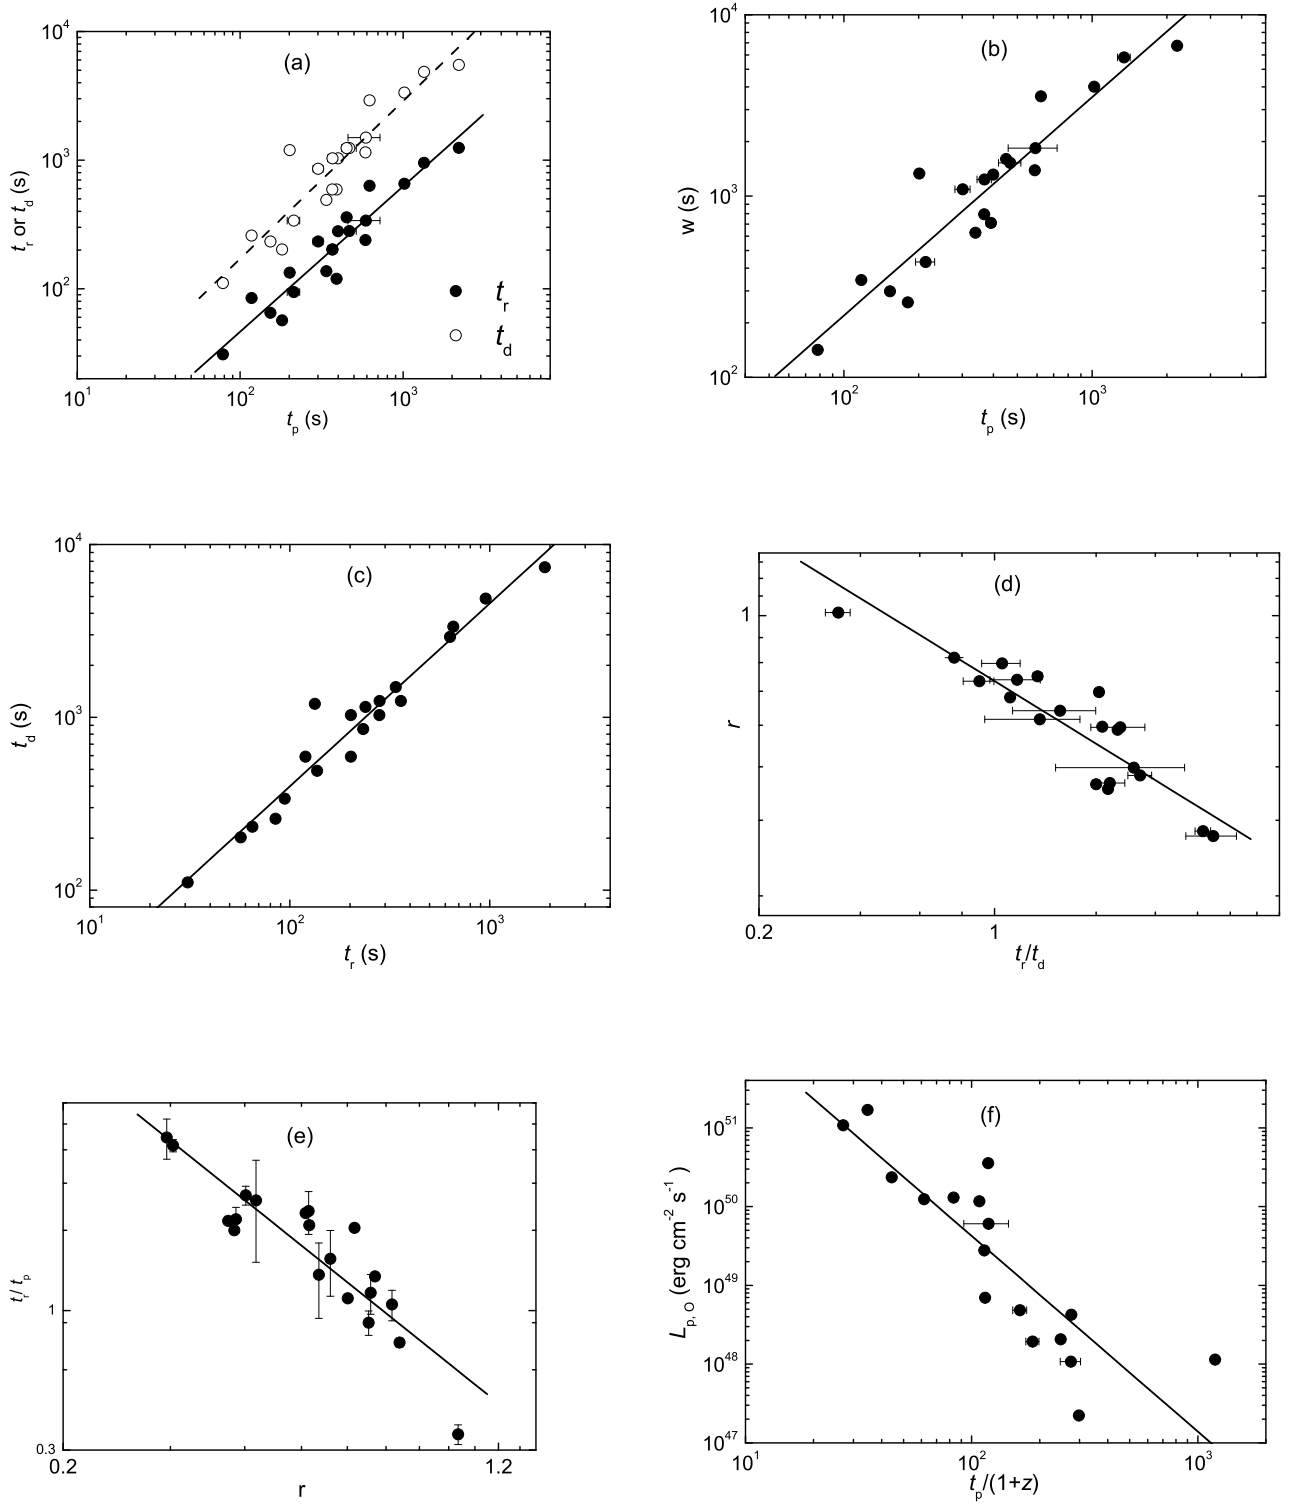 (a)
10^4
10^3
10^2
10^1
10^2
10^3
t_r or t_d (s)
t_p (s)
t_r
t_d
(b)
10^4
10^3
10^2
10^2
10^3
w (s)
t_p (s)
(c)
10^4
10^3
10^2
10^1
10^2
10^3
t_d (s)
t_r (s)
(d)
1
r
0.2
1
t_r/t_d
(e)
1
0.3
t_r/t_p
0.2
1.2
r
(f)
10^51
10^50
10^49
10^48
10^47
L_p,O (erg cm^-2 s^-1 )
10^1
10^2
10^3
t_p/(1+z)